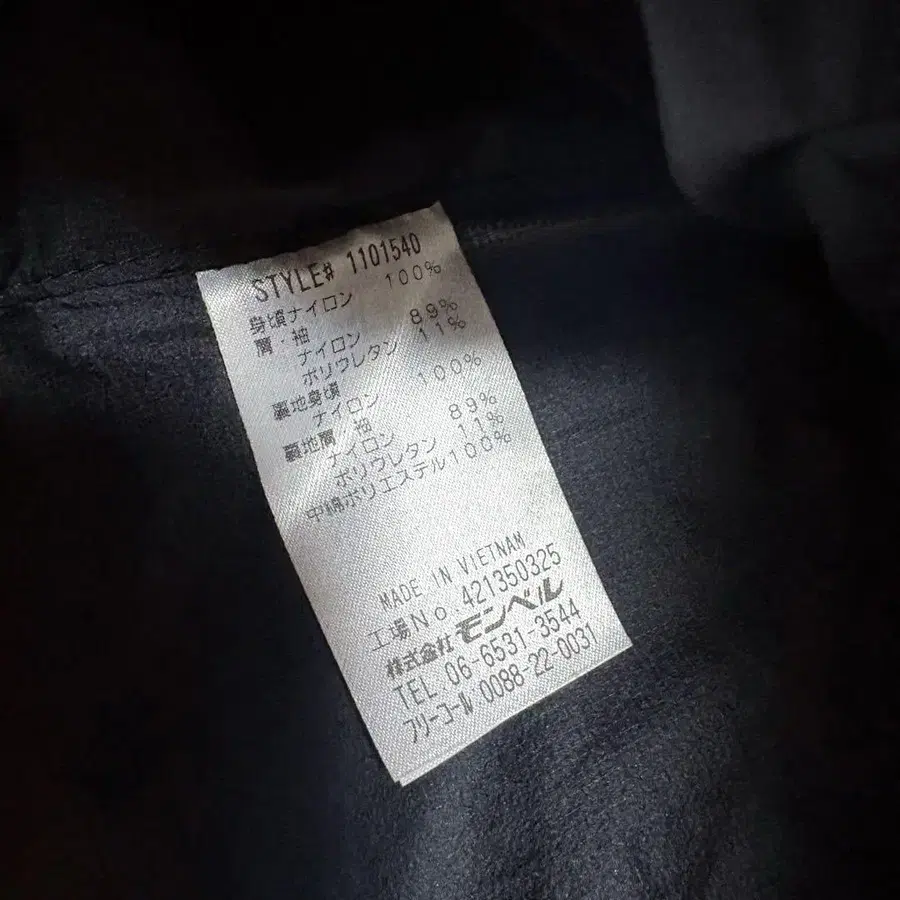 STYLE# 1101540
身頃ナイロン 100%
肩・袖
ナイロン 89%
ポリウレタン 11%
裏地身頃
ナイロン 100%
裏地肩・袖
ナイロン 89%
ポリウレタン 11%
中綿ポリエステル100%
MADE IN VIETNAM
工場No.421350325
株式会社モンベル
TEL 06-6531-3544
フリーコール 0088-22-0031